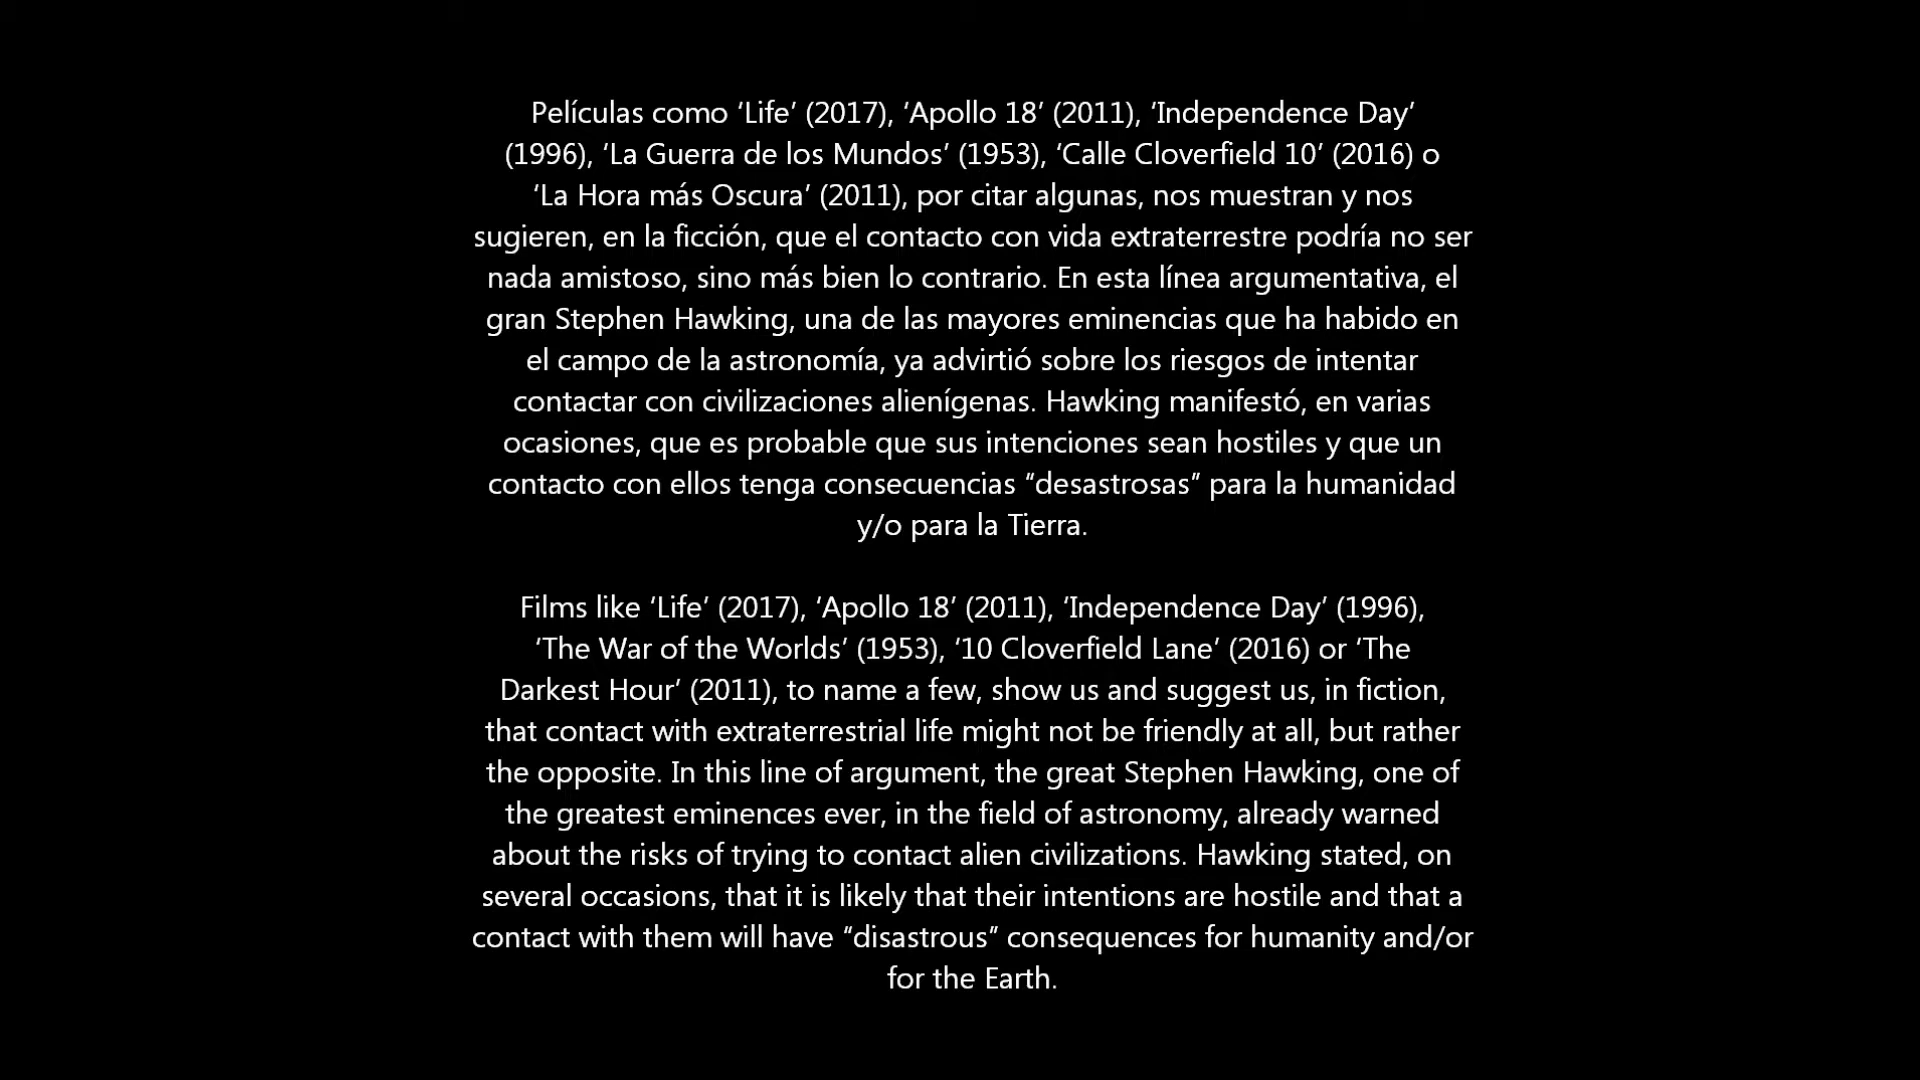 Películas como ‘Life’ (2017), ‘Apollo 18’ (2011), ‘Independence Day’
(1996), ‘La Guerra de los Mundos’ (1953), ‘Calle Cloverfield 10’ (2016) o
‘La Hora más Oscura’ (2011), por citar algunas, nos muestran y nos
sugieren, en la ficción, que el contacto con vida extraterrestre podría no ser
nada amistoso, sino más bien lo contrario. En esta línea argumentativa, el
gran Stephen Hawking, una de las mayores eminencias que ha habido en
el campo de la astronomía, ya advirtió sobre los riesgos de intentar
contactar con civilizaciones alienígenas. Hawking manifestó, en varias
ocasiones, que es probable que sus intenciones sean hostiles y que un
contacto con ellos tenga consecuencias “desastrosas” para la humanidad
y/o para la Tierra.
Films like ‘Life’ (2017), ‘Apollo 18’ (2011), ‘Independence Day’ (1996),
‘The War of the Worlds’ (1953), ‘10 Cloverfield Lane’ (2016) or ‘The
Darkest Hour’ (2011), to name a few, show us and suggest us, in fiction,
that contact with extraterrestrial life might not be friendly at all, but rather
the opposite. In this line of argument, the great Stephen Hawking, one of
the greatest eminences ever, in the field of astronomy, already warned
about the risks of trying to contact alien civilizations. Hawking stated, on
several occasions, that it is likely that their intentions are hostile and that a
contact with them will have “disastrous” consequences for humanity and/or
for the Earth.